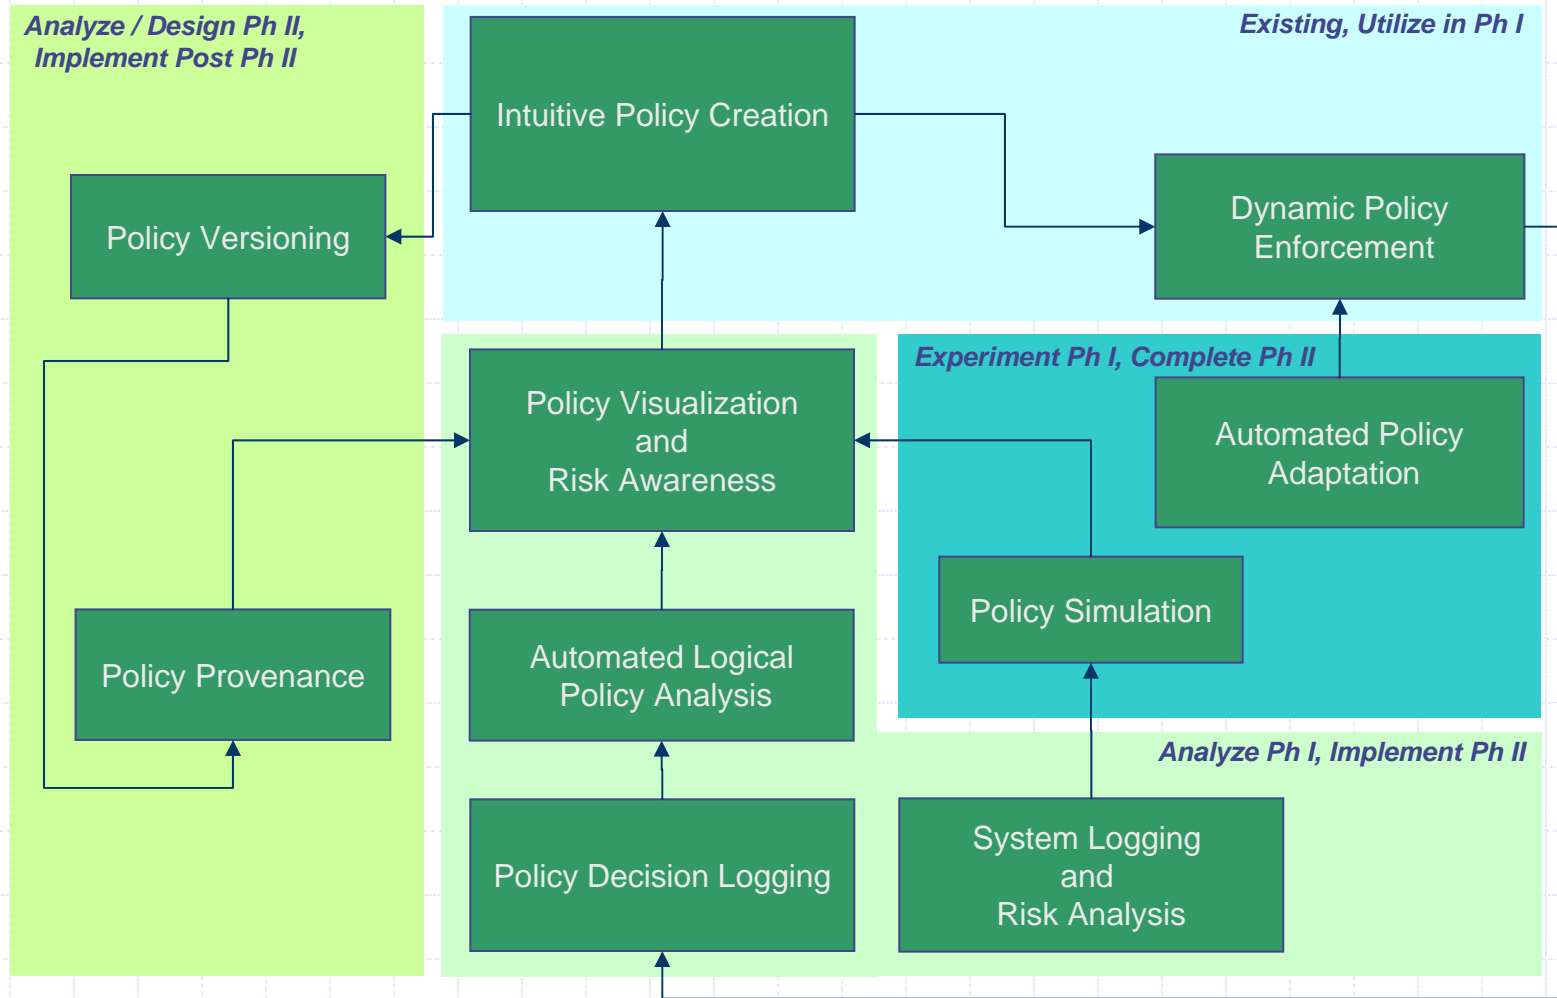 Analyze / Design Ph II,
Implement Post Ph II
Existing, Utilize in Ph I
Intuitive Policy Creation
Policy Versioning
Dynamic Policy
Enforcement
Experiment Ph I, Complete Ph II
Policy Visualization
and
Risk Awareness
Automated Policy
Adaptation
Policy Simulation
Policy Provenance
Automated Logical
Policy Analysis
Analyze Ph I, Implement Ph II
Policy Decision Logging
System Logging
and
Risk Analysis